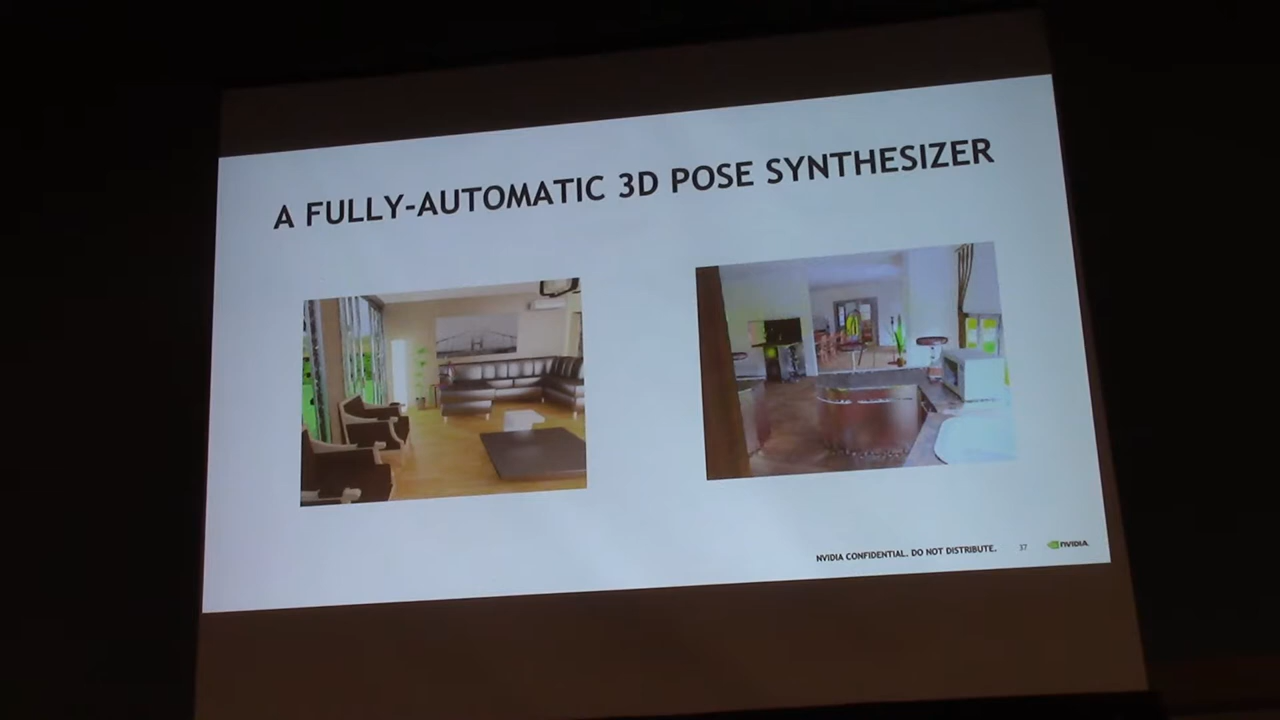 A FULLY-AUTOMATIC 3D POSE SYNTHESIZER
NVIDIA CONFIDENTIAL. DO NOT DISTRIBUTE.
37
NVIDIA